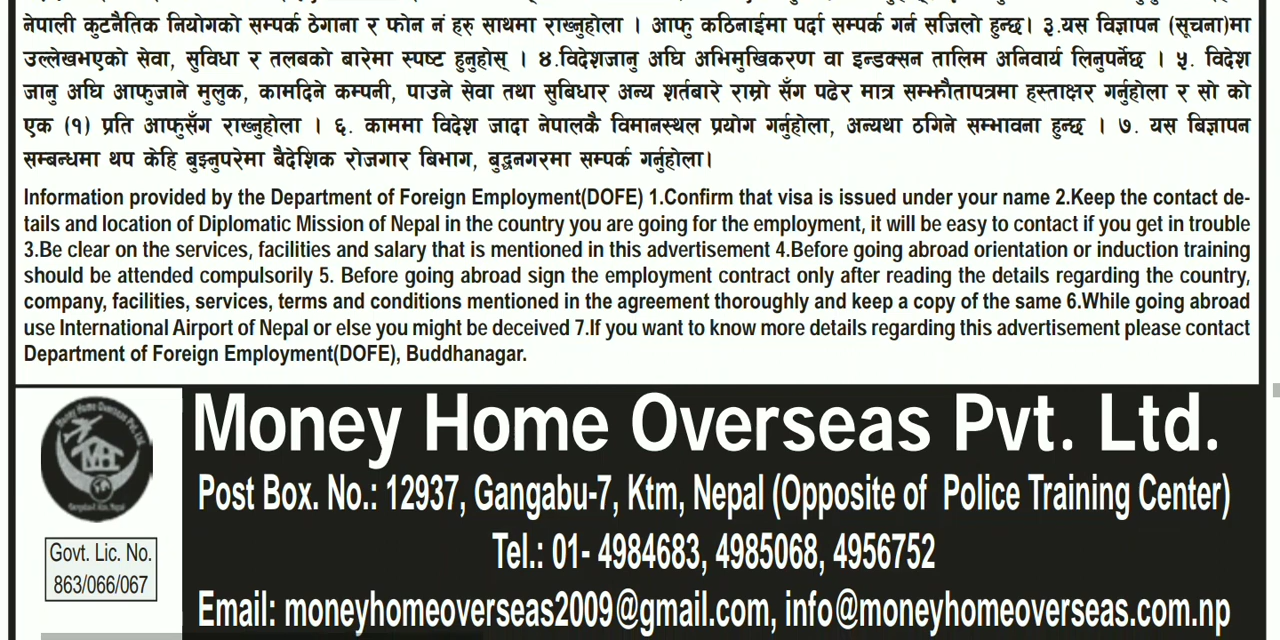 नेपाली कुटनैतिक नियोगको सम्पर्क ठेगाना र फोन नं हरु साथमा राख्नुहोला । आफु कठिनाईमा पर्दा सम्पर्क गर्न सजिलो हुन्छ। ३.यस विज्ञापन (सूचना)मा
उल्लेखभएको सेवा, सुविधा र तलबको बारेमा स्पष्ट हुनुहोस् । ४.विदेशजानु अघि अभिमुखिकरण वा इन्डक्सन तालिम अनिवार्य लिनुपर्नेछ । ५. विदेश
जानु अघि आफुजाने मुलुक, कामदिने कम्पनी, पाउने सेवा तथा सुबिधार अन्य शर्तबारे राम्रो सँग पढेर मात्र सम्झौतापत्रमा हस्ताक्षर गर्नुहोला र सो को
एक (१) प्रति आफुसँग राख्नुहोला । ६. काममा विदेश जादा नेपालकै विमानस्थल प्रयोग गर्नुहोला, अन्यथा ठगिने सम्भावना हुन्छ । ७. यस बिज्ञापन
सम्बन्धमा थप केहि बुझ्नुपरेमा बैदेशिक रोजगार बिभाग, बुद्धनगरमा सम्पर्क गर्नुहोला।
Information provided by the Department of Foreign Employment(DOFE) 1.Confirm that visa is issued under your name 2.Keep the contact de-
tails and location of Diplomatic Mission of Nepal in the country you are going for the employment, it will be easy to contact if you get in trouble
3.Be clear on the services, facilities and salary that is mentioned in this advertisement 4.Before going abroad orientation or induction training
should be attended compulsorily 5. Before going abroad sign the employment contract only after reading the details regarding the country,
company, facilities, services, terms and conditions mentioned in the agreement thoroughly and keep a copy of the same 6.While going abroad
use International Airport of Nepal or else you might be deceived 7.If you want to know more details regarding this advertisement please contact
Department of Foreign Employment(DOFE), Buddhanagar.
Money Home Overseas Pvt. Ltd.
MH
Gangabu-7, Ktm, Nepal
Govt. Lic. No.
863/066/067
Money Home Overseas Pvt. Ltd.
Post Box. No.: 12937, Gangabu-7, Ktm, Nepal (Opposite of Police Training Center)
Tel.: 01- 4984683, 4985068, 4956752
Email: moneyhomeoverseas2009@gmail.com, info@moneyhomeoverseas.com.np